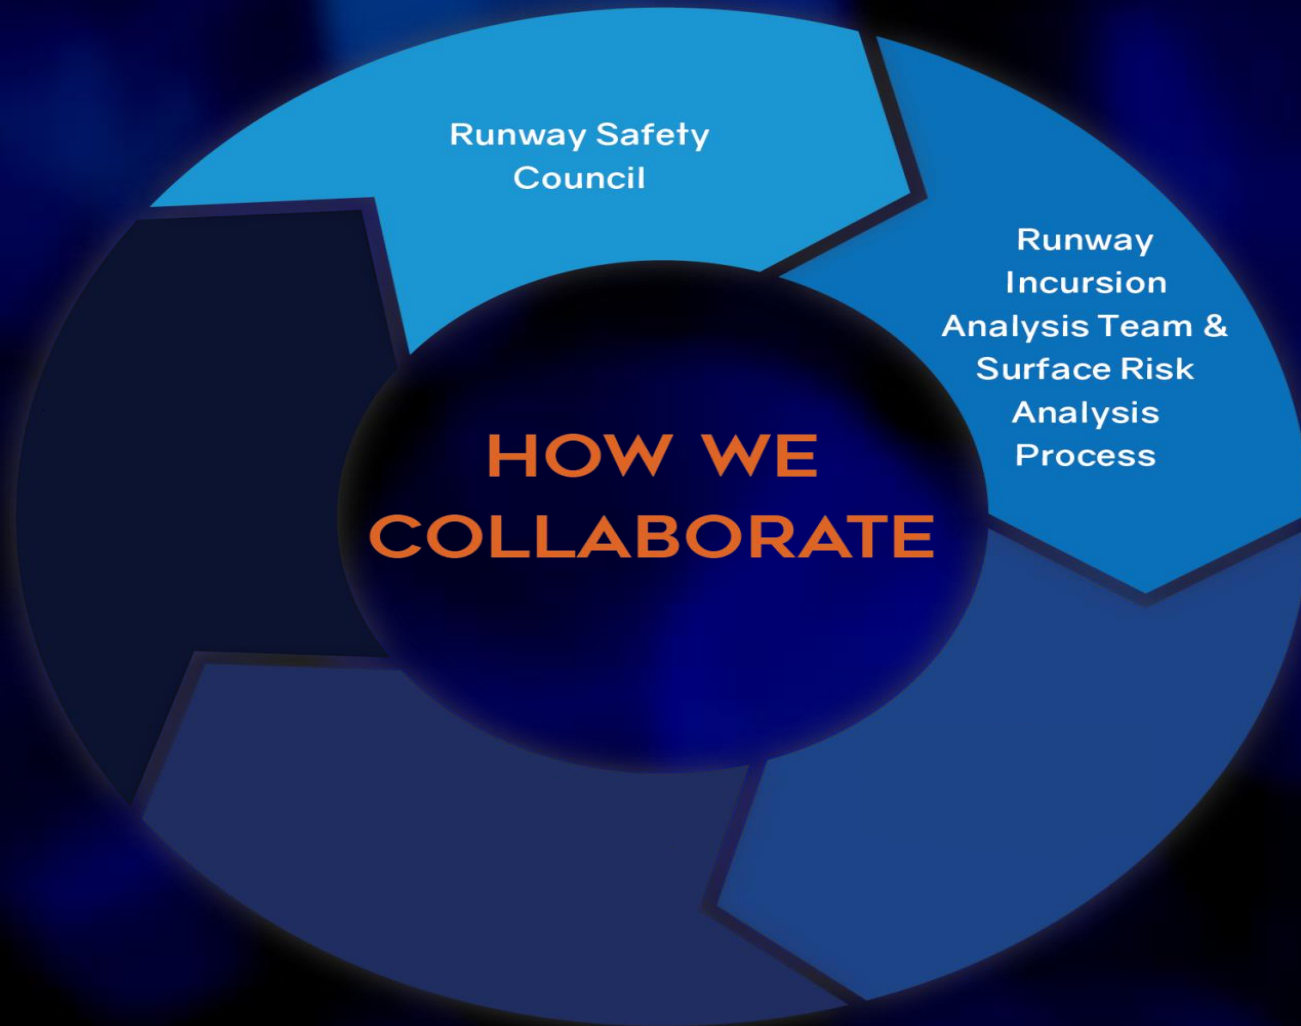 Runway Safety
Council
Runway
Incursion
Analysis Team &
Surface Risk
Analysis
Process
HOW WE
COLLABORATE